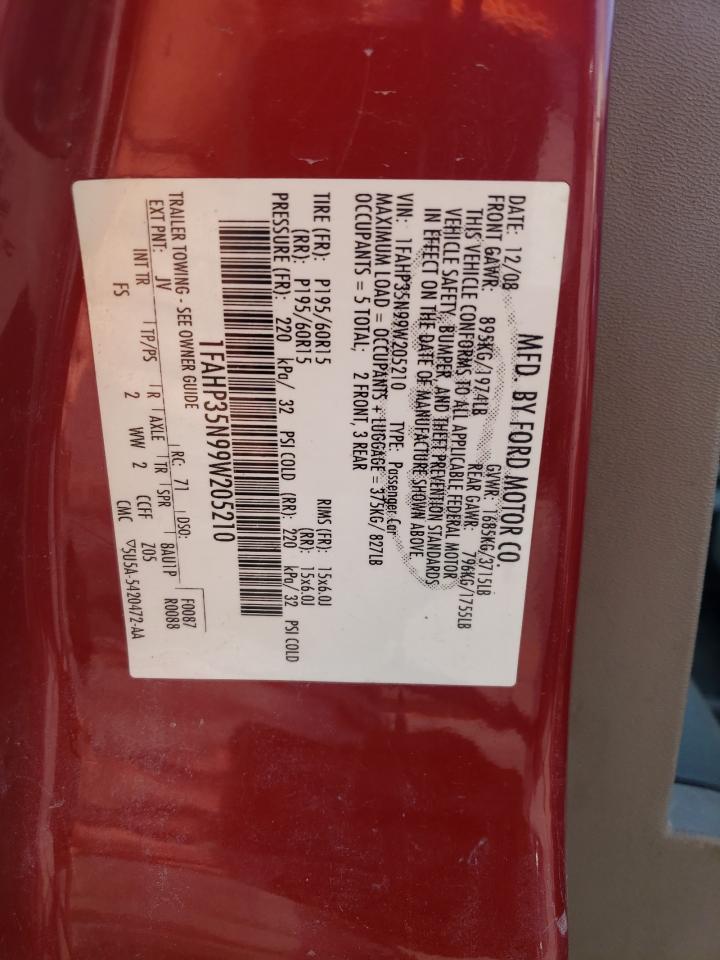 MFD. BY FORD MOTOR CO.
DATE: 12/08 GVWR: 1685KG/3715LB
FRONT GAWR: 895KG/1974LB REAR GAWR: 796KG/1755LB
THIS VEHICLE CONFORMS TO ALL APPLICABLE FEDERAL MOTOR
VEHICLE SAFETY, BUMPER, AND THEFT PREVENTION STANDARDS
IN EFFECT ON THE DATE OF MANUFACTURE SHOWN ABOVE.
VIN: 1FAHP35N99W205210 TYPE: Passenger Car
MAXIMUM LOAD = OCCUPANTS + LUGGAGE = 375KG/ 827LB
OCCUPANTS = 5 TOTAL; 2 FRONT, 3 REAR
TIRE (FR): P195/60R15 RIMS (FR): 15x6.0J
(RR): P195/60R15 (RR): 15x6.0J
PRESSURE (FR): 220 kPa/ 32 PSI COLD (RR): 220 kPa/ 32 PSI COLD
1FAHP35N99W205210
TRAILER TOWING - SEE OWNER GUIDE F0087
EXT PNT: JV RC: 71 DSO: R0088
INT TR TP/PS R AXLE TR SPR 8AU1P
FS 2 WW 2 CCFF Z05
CMC ▽5U5A-5420472-AA